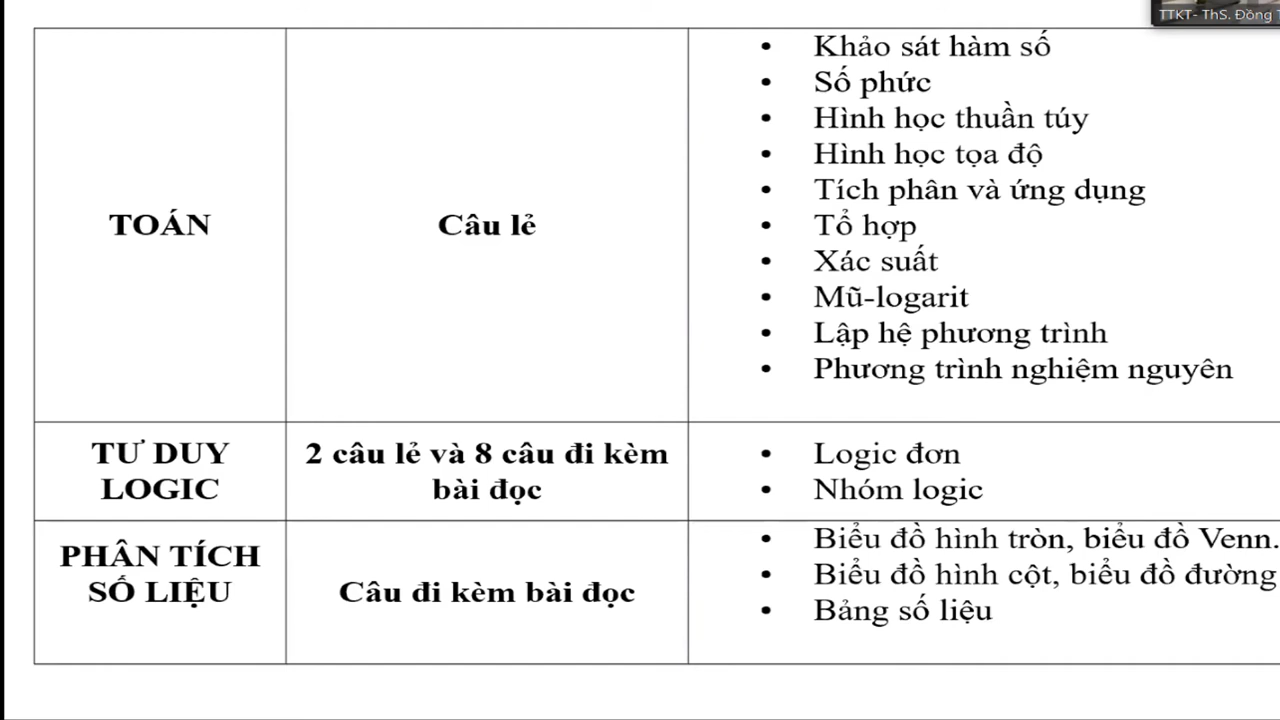 TTKT- ThS. Đồng
TOÁN
Câu lẻ
• Khảo sát hàm số
• Số phức
• Hình học thuần túy
• Hình học tọa độ
• Tích phân và ứng dụng
• Tổ hợp
• Xác suất
• Mũ-logarit
• Lập hệ phương trình
• Phương trình nghiệm nguyên
TƯ DUY
LOGIC
2 câu lẻ và 8 câu đi kèm
bài đọc
• Logic đơn
• Nhóm logic
PHÂN TÍCH
SỐ LIỆU
Câu đi kèm bài đọc
• Biểu đồ hình tròn, biểu đồ Venn.
• Biểu đồ hình cột, biểu đồ đường
• Bảng số liệu